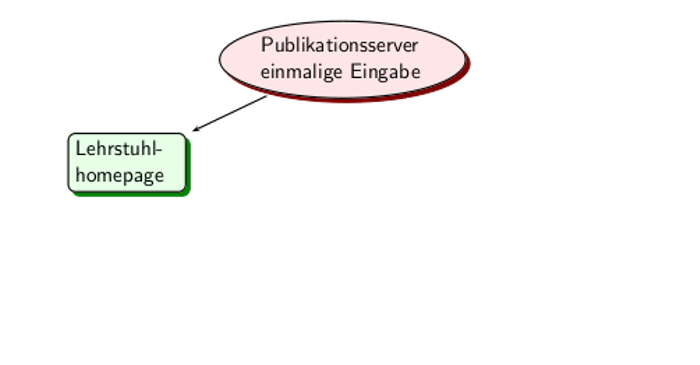 Publikationsserver
einmalige Eingabe
Lehrstuhl-
homepage